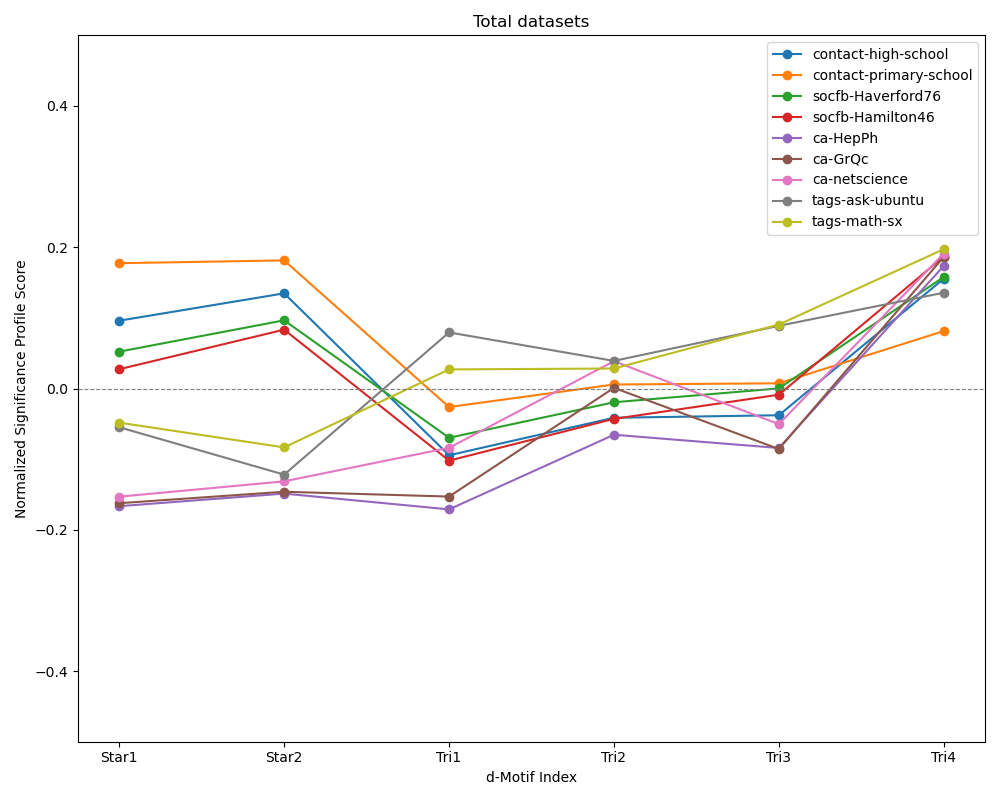 Total datasets
contact-high-school
contact-primary-school
socfb-Haverford76
socfb-Hamilton46
ca-HepPh
ca-GrQc
ca-netscience
tags-ask-ubuntu
tags-math-sx
Normalized Significance Profile Score
0.4
0.2
0.0
−0.2
−0.4
Star1 Star2 Tri1 Tri2 Tri3 Tri4
d-Motif Index